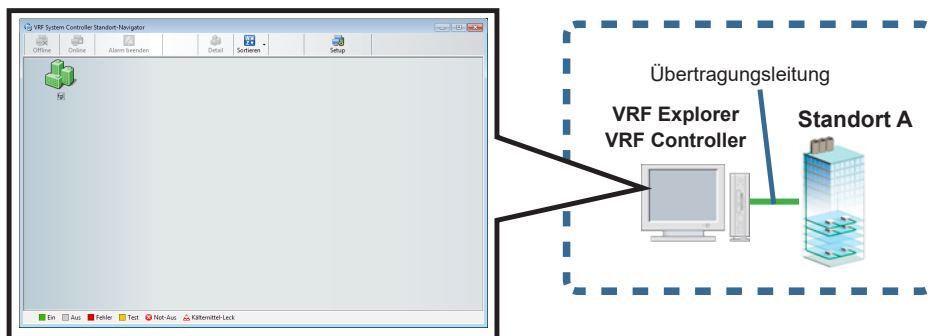 VRF System Controller Standort-Navigator
Offline Online Alarm beenden Detail Sortieren Setup
Ein Aus Fehler Test Not-Aus Kältemittel-Leck
Übertragungsleitung
VRF Explorer
VRF Controller
Standort A